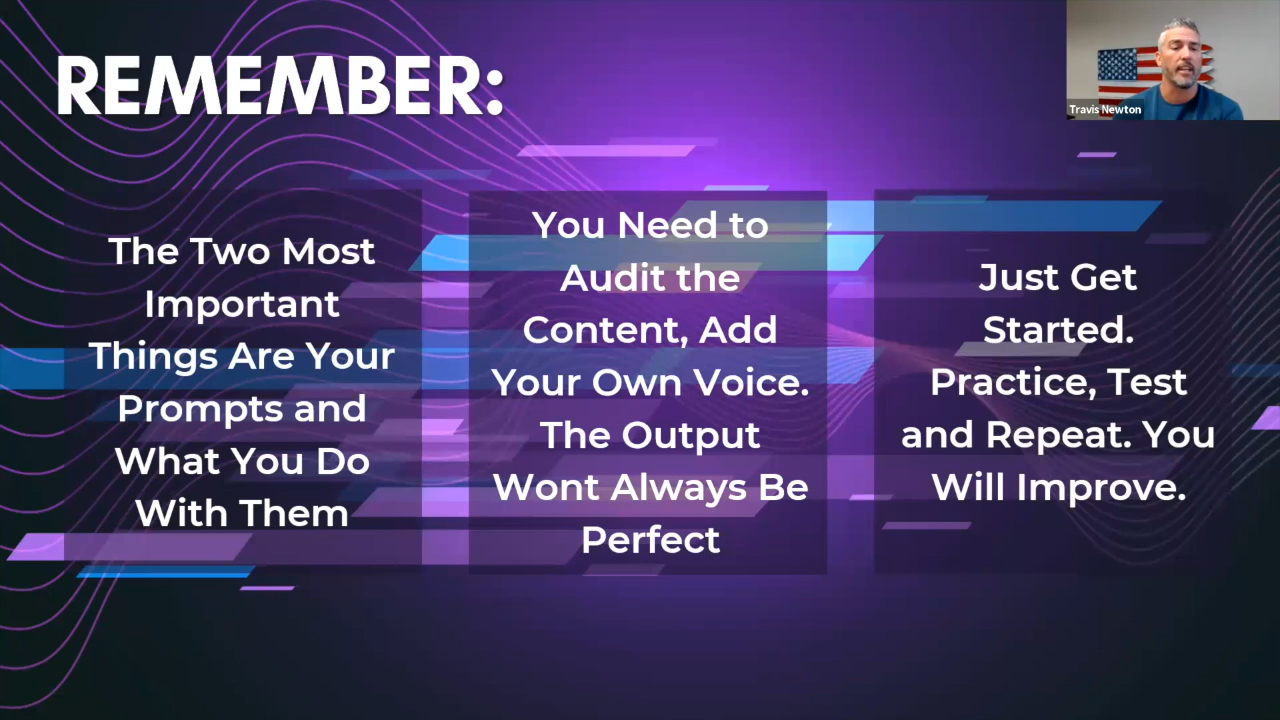 REMEMBER:
Travis Newton
The Two Most
Important
Things Are Your
Prompts and
What You Do
With Them
You Need to
Audit the
Content, Add
Your Own Voice.
The Output
Wont Always Be
Perfect
Just Get
Started.
Practice, Test
and Repeat. You
Will Improve.